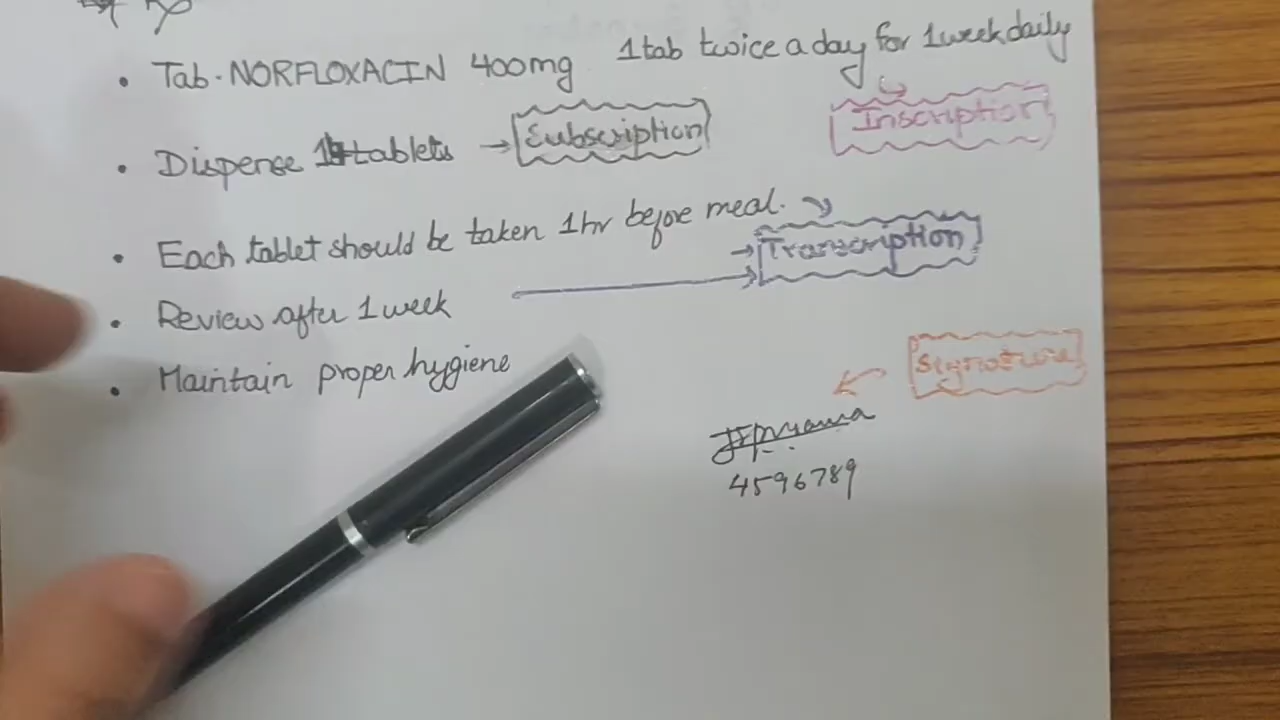 Tab. NORFLOXACIN 400mg 1tab twice a day for 1week daily
Inscription
Dispense 14 tablets → Subscription
Each tablet should be taken 1hr before meal.
Transcription
Review after 1 week
Maintain proper hygiene
Signature
4596789